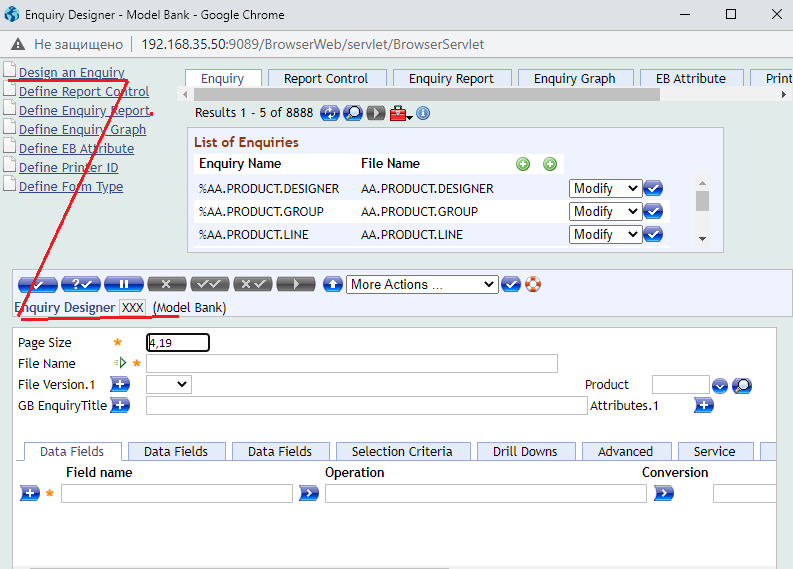 Enquiry Designer - Model Bank - Google Chrome
Не защищено 192.168.35.50:9089/BrowserWeb/servlet/BrowserServlet
Design an Enquiry
Define Report Control
Define Enquiry Report
Define Enquiry Graph
Define EB Attribute
Define Printer ID
Define Form Type
Enquiry Report Control Enquiry Report Enquiry Graph EB Attribute Print
Results 1 - 5 of 8888
List of Enquiries
Enquiry Name File Name
%AA.PRODUCT.DESIGNER AA.PRODUCT.DESIGNER Modify
%AA.PRODUCT.GROUP AA.PRODUCT.GROUP Modify
%AA.PRODUCT.LINE AA.PRODUCT.LINE Modify
More Actions ...
Enquiry Designer XXX (Model Bank)
Page Size * 4,19
File Name *
File Version.1 Product
GB EnquiryTitle Attributes.1
Data Fields Data Fields Data Fields Selection Criteria Drill Downs Advanced Service
Field name Operation Conversion
*